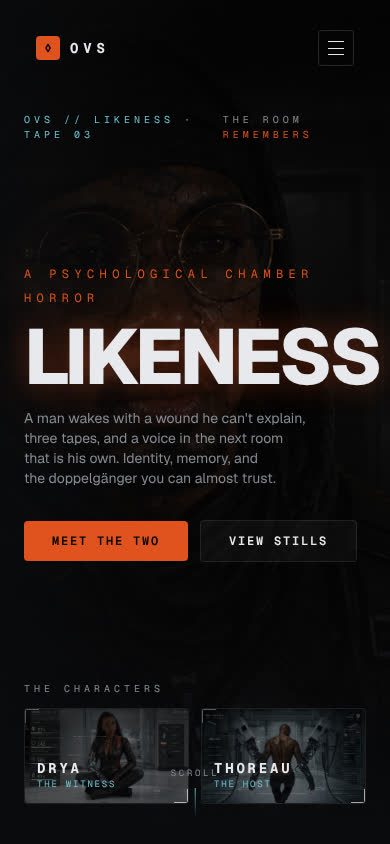 OVS
OVS // LIKENESS ·
TAPE 03
THE ROOM
REMEMBERS
A PSYCHOLOGICAL CHAMBER
HORROR
LIKENESS
A man wakes with a wound he can't explain,
three tapes, and a voice in the next room
that is his own. Identity, memory, and
the doppelgänger you can almost trust.
MEET THE TWO
VIEW STILLS
THE CHARACTERS
DRYA
THE WITNESS
SCROLL
THOREAU
THE HOST